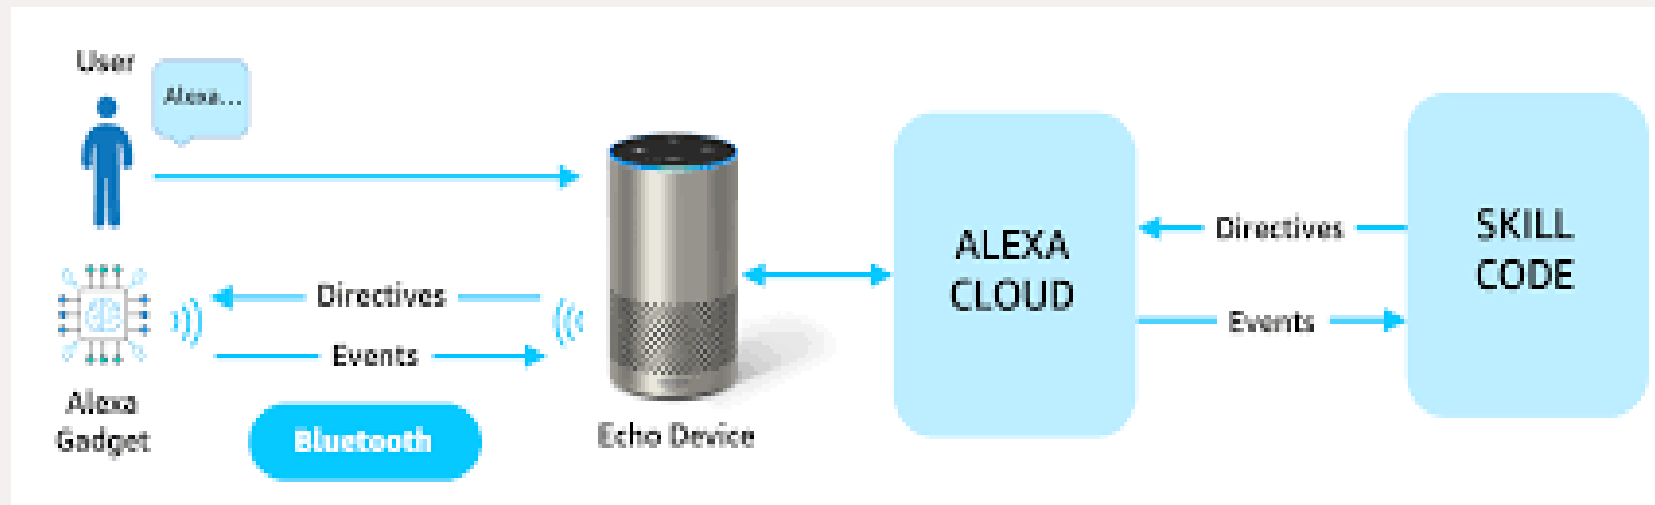 User
Alexa...
Directives
Events
Alexa
Gadget
Bluetooth
Echo Device
ALEXA
CLOUD
Directives
Events
SKILL
CODE